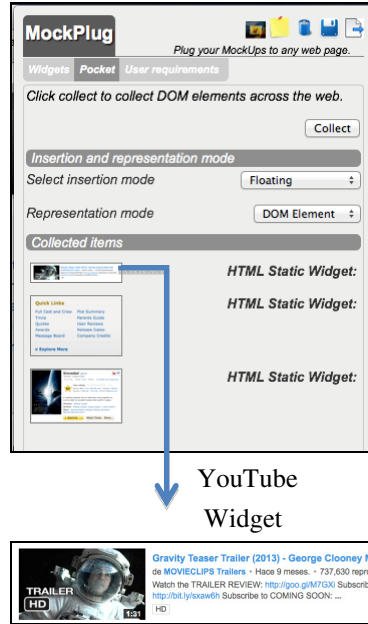 MockPlug
Plug your MockUps to any web page.
Widgets Pocket User requirements
Click collect to collect DOM elements across the web.
Collect
Insertion and representation mode
Select insertion mode Floating
Representation mode DOM Element
Collected items
HTML Static Widget:
HTML Static Widget:
Quick Links
Full Cast and Crew Plot Summary
Trivia Parents Guide
Quotes User Reviews
Awards Release Dates
Message Board Company Credits
Explore More
HTML Static Widget:
YouTube
Widget
Gravity Teaser Trailer (2013) - George Clooney
de MOVIECLIPS Trailers • Hace 9 meses. • 737,630 repro
Watch the TRAILER REVIEW: http://goo.gl/M7GXi Subscrib
http://bit.ly/sxaw6h Subscribe to COMING SOON: ...
HD
TRAILER
HD
1:31